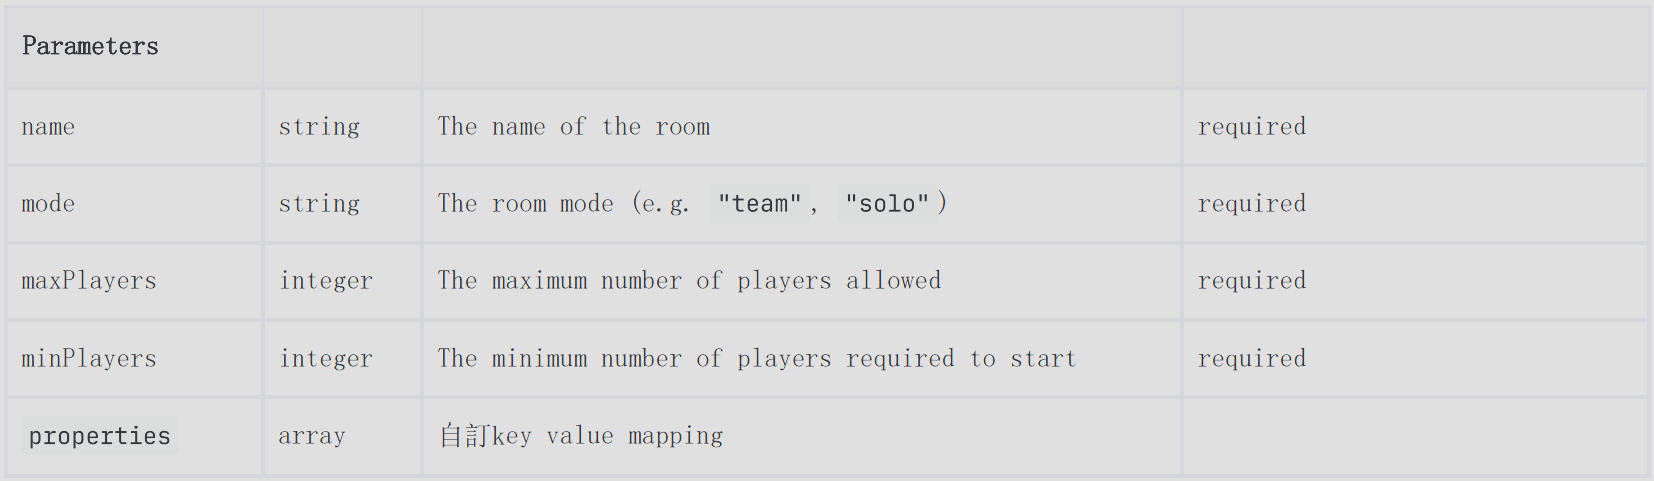 Parameters
name string The name of the room required
mode string The room mode (e.g. "team", "solo") required
maxPlayers integer The maximum number of players allowed required
minPlayers integer The minimum number of players required to start required
properties array 自訂key value mapping